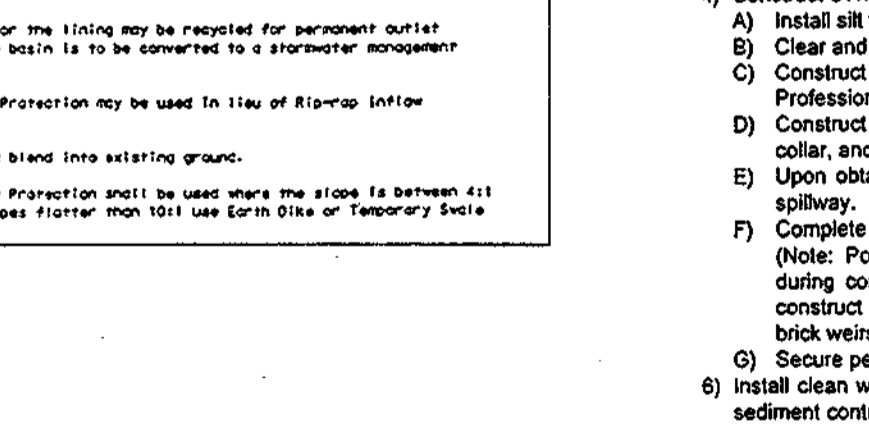 or the lining may be recycled for permanent outlet
basin is to be converted to a stormwater management
Protection may be used in lieu of Rip-rap Inflow
blend into existing ground.
Protection shall be used where the slope is between 4:1
pes flatter than 10:1 use Earth Dike or Temporary Swale
A) Install silt
B) Clear and
C) Construct
Profession
D) Construct
collar, and
E) Upon obta
spillway.
F) Complete
(Note: Po
during co
construct
brick weirs
G) Secure pe
6) Install clean w
sediment contr